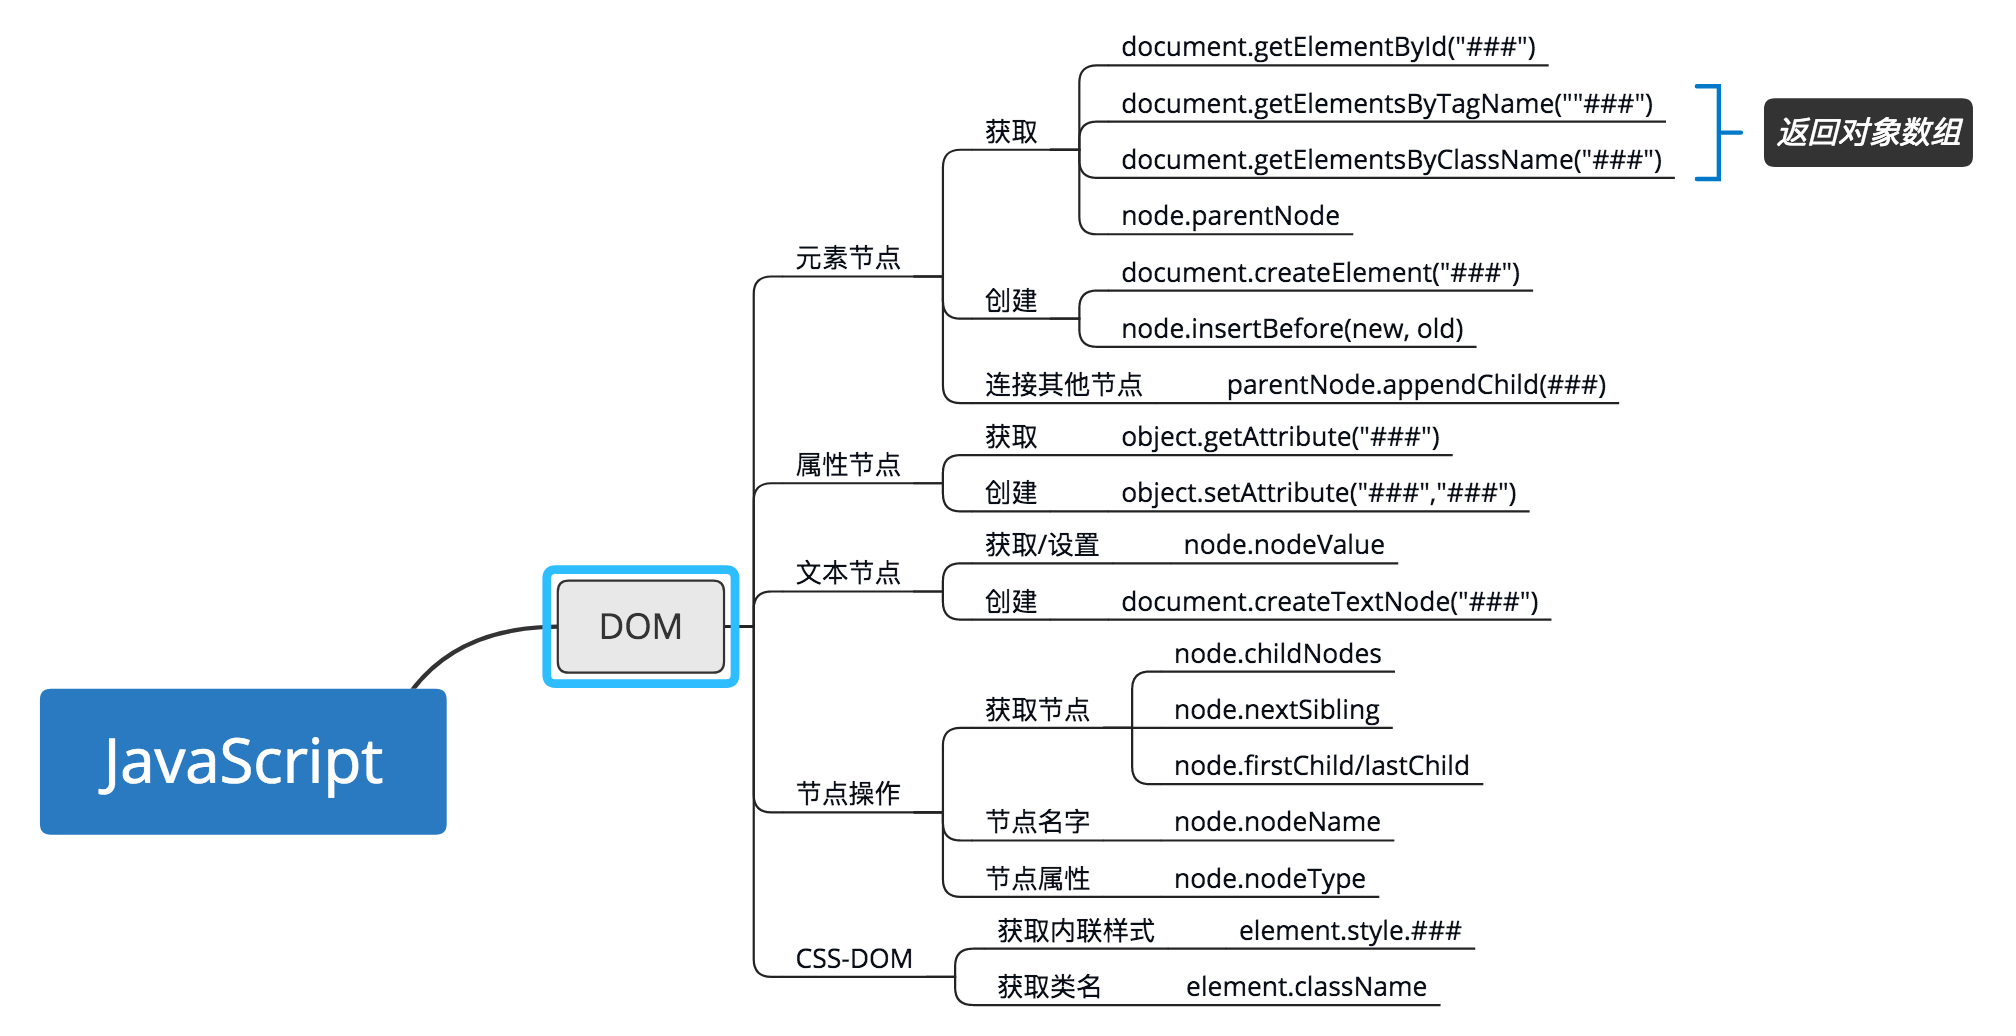 JavaScript
DOM
元素节点
获取
document.getElementById("###")
document.getElementsByTagName(""###")
document.getElementsByClassName("###")
返回对象数组
node.parentNode
创建
document.createElement("###")
node.insertBefore(new, old)
连接其他节点
parentNode.appendChild(###)
属性节点
获取
object.getAttribute("###")
创建
object.setAttribute("###","###")
文本节点
获取/设置
node.nodeValue
创建
document.createTextNode("###")
节点操作
获取节点
node.childNodes
node.nextSibling
node.firstChild/lastChild
节点名字
node.nodeName
节点属性
node.nodeType
CSS-DOM
获取内联样式
element.style.###
获取类名
element.className